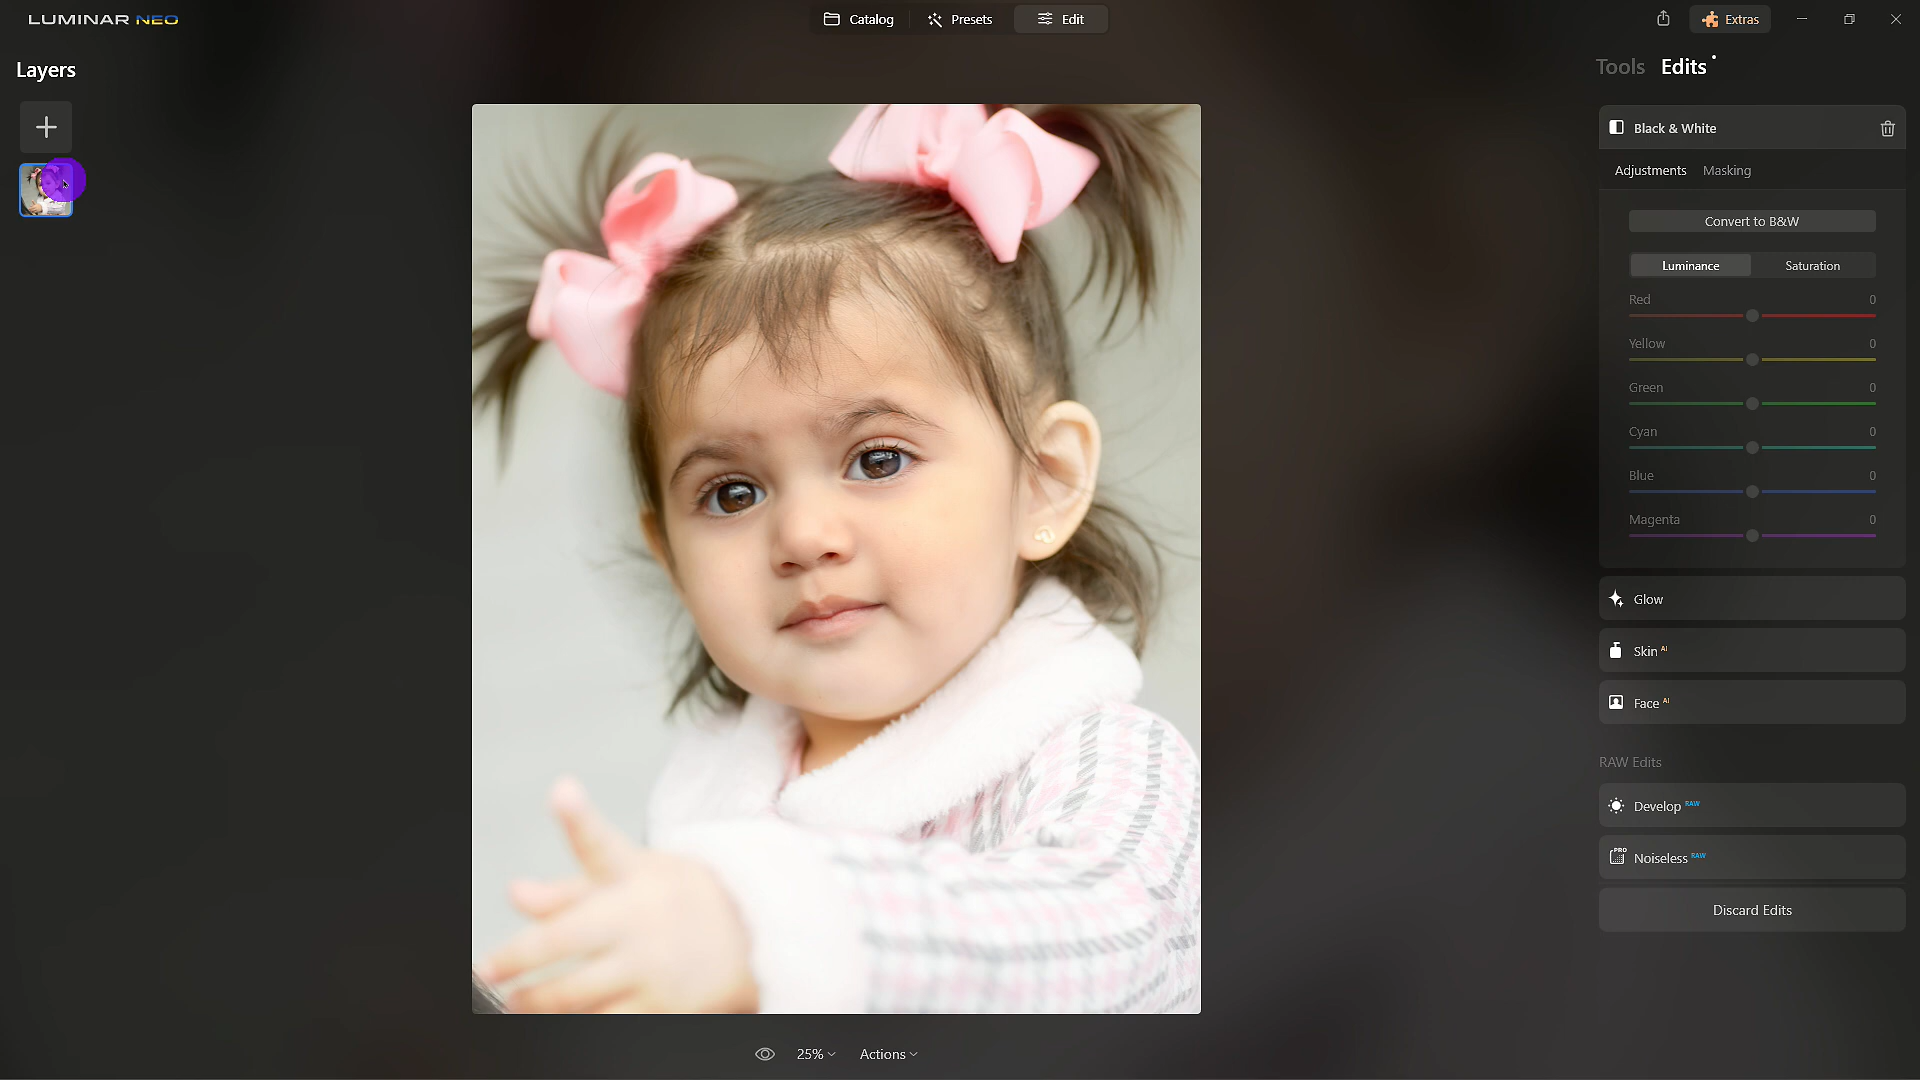 LUMINAR NEO
Catalog
Presets
Edit
Extras
Layers
Tools
Edits
Black & White
Adjustments
Masking
Convert to B&W
Luminance
Saturation
Red 0
Yellow 0
Green 0
Cyan 0
Blue 0
Magenta 0
Glow
Skin AI
Face AI
RAW Edits
Develop RAW
PRO
Noiseless RAW
Discard Edits
25%
Actions